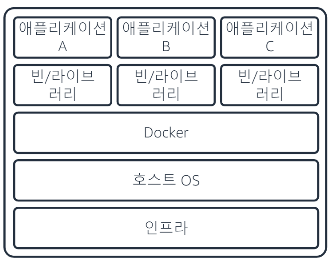 애플리케이션 애플리케이션 애플리케이션
A B C
빈/라이브 빈/라이브 빈/라이브
러리 러리 러리
Docker
호스트 OS
인프라